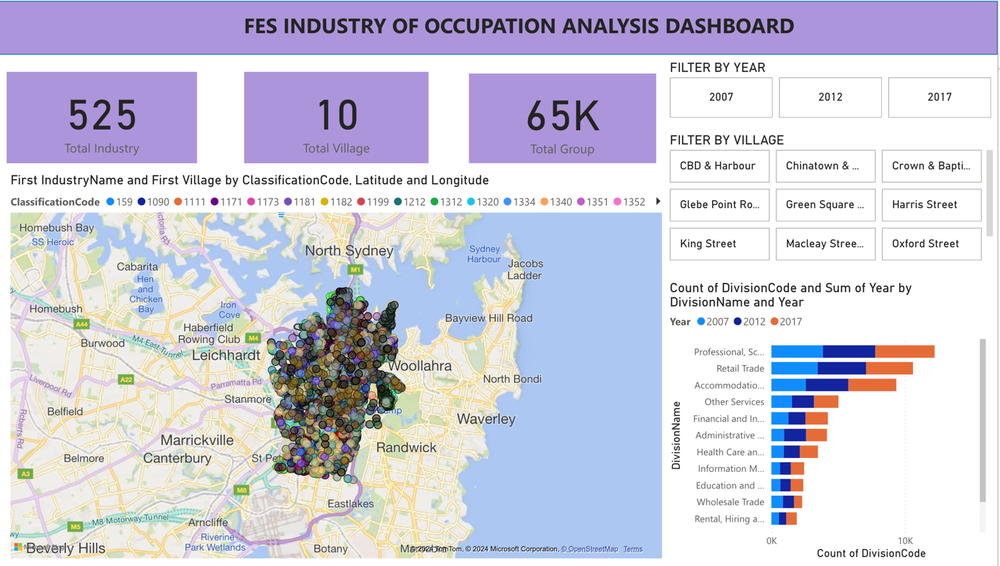 FES INDUSTRY OF OCCUPATION ANALYSIS DASHBOARD
525
Total Industry
10
Total Village
65K
Total Group
FILTER BY YEAR
2007
2012
2017
FILTER BY VILLAGE
CBD & Harbour
Chinatown & ...
Crown & Bapti...
Glebe Point Ro...
Green Square ...
Harris Street
King Street
Macleay Stree...
Oxford Street
First IndustryName and First Village by ClassificationCode, Latitude and Longitude
ClassificationCode 159 1090 1111 1171 1173 1181 1182 1199 1212 1312 1320 1334 1340 1351 1352
Homebush Bay
SS Heroic
ctoria Rd
North Sydney
M1
Sydney
Harbour
Jacobs
Ladder
Cabarita
Hen
and
Chicken
Bay
Iron
Cove
Homebush
A44
Burwood
M4 East-Tunnel
Haberfield
Rowing Club
M4
Leichhardt
Bayview Hill Road
Woollahra
North Bondi
A22
Liverpool Rd
Parramatta Rd
Stanmore
Belfield
Roberts Rd
Waverley
Marrickville
Canterbury
Belmore
St Pe
Randwick
A3
M8
Eastlakes
M8 Motorway Tunnel
M5
Arncliffe
Riverine
Park Wetlands
Beverly Hills
Botany
© 2024 TomTom, © 2024 Microsoft Corporation, © OpenStreetMap Terms
Count of DivisionCode and Sum of Year by
DivisionName and Year
Year 2007 2012 2017
DivisionName
Professional, Sc...
Retail Trade
Accommodatio...
Other Services
Financial and In...
Administrative ...
Health Care an...
Information M...
Education and ...
Wholesale Trade
Rental, Hiring a...
0K
10K
Count of DivisionCode